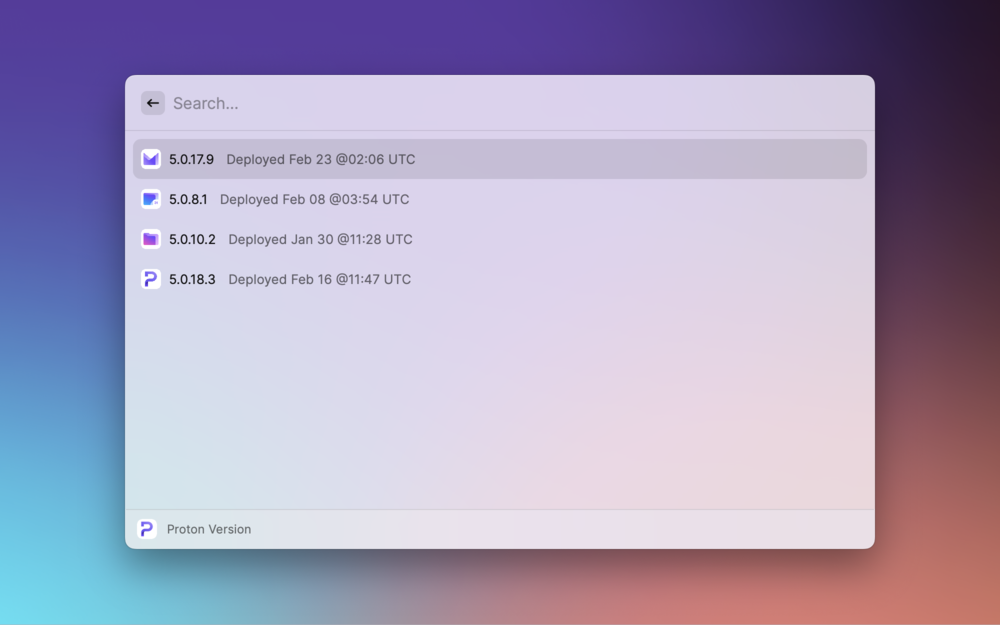 Search...
5.0.17.9 Deployed Feb 23 @02:06 UTC
5.0.8.1 Deployed Feb 08 @03:54 UTC
5.0.10.2 Deployed Jan 30 @11:28 UTC
5.0.18.3 Deployed Feb 16 @11:47 UTC
Proton Version